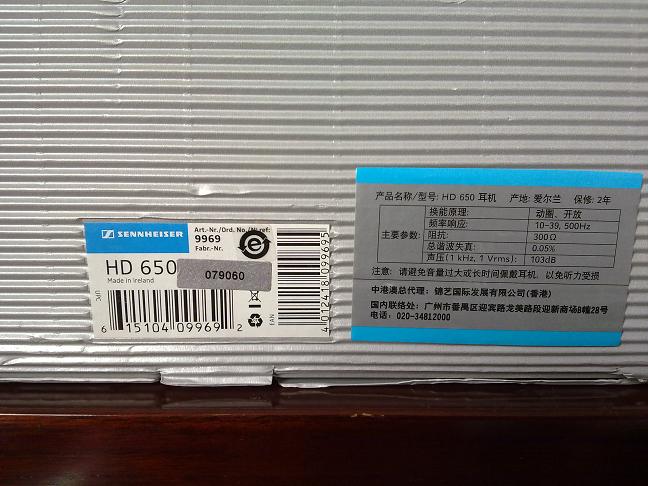 SENNHEISER
Art.-Nr./Ord. No./N.ref:
9969
Fabr.-Nr.
HD 650
Made in Ireland
079060
UPC
6 15104 09969 2
EAN
4 012418 099695
产品名称/型号: HD 650 耳机 产地: 爱尔兰 保修: 2年
主要参数:
换能原理: 动圈、开放
频率响应: 10-39, 500Hz
阻抗: 300Ω
总谐波失真: 0.05%
声压(1 kHz, 1 Vrms): 103dB
注意: 请避免音量过大或长时间佩戴耳机, 以免听力受损
中港澳总代理: 锦艺国际发展有限公司(香港)
国内联络处: 广州市番禺区迎宾路龙美路段迎新商场8幢28号
电话: 020-34812000